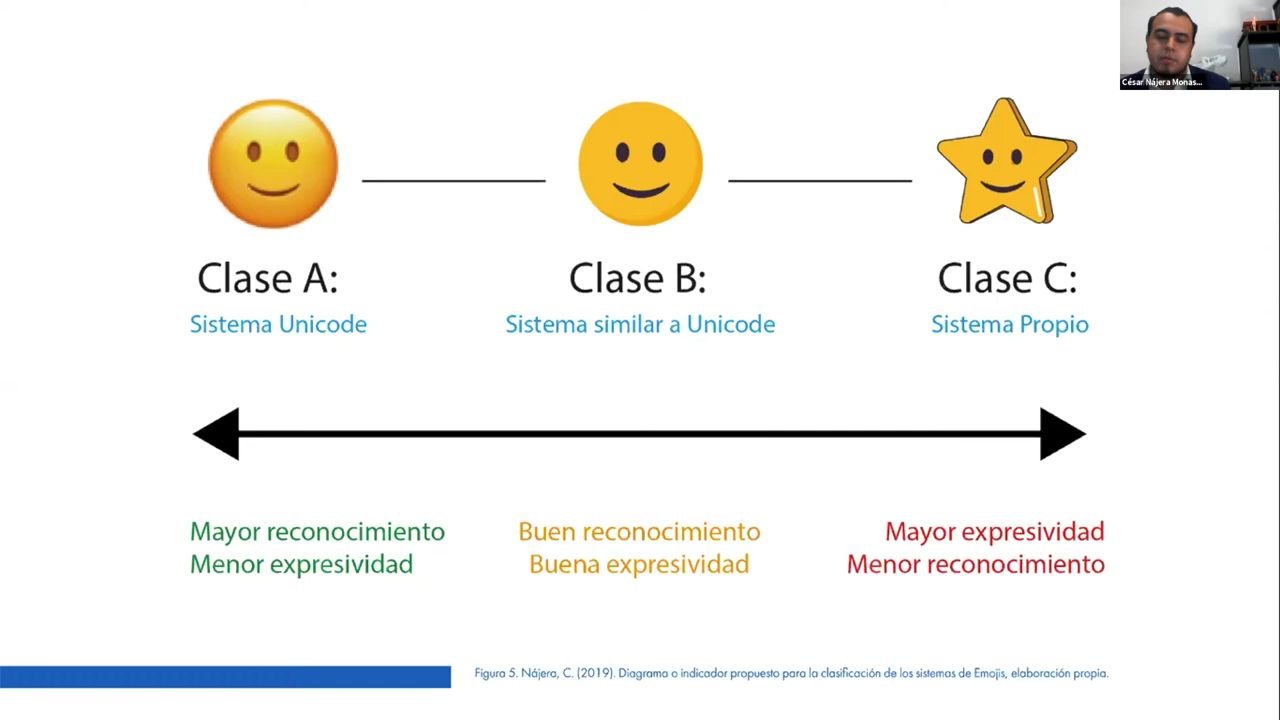 César Nájera Monas...
Clase A:
Sistema Unicode
Clase B:
Sistema similar a Unicode
Clase C:
Sistema Propio
Mayor reconocimiento
Menor expresividad
Buen reconocimiento
Buena expresividad
Mayor expresividad
Menor reconocimiento
Figura 5. Nájera, C. (2019). Diagrama o indicador propuesto para la clasificación de los sistemas de Emojis, elaboración propia.